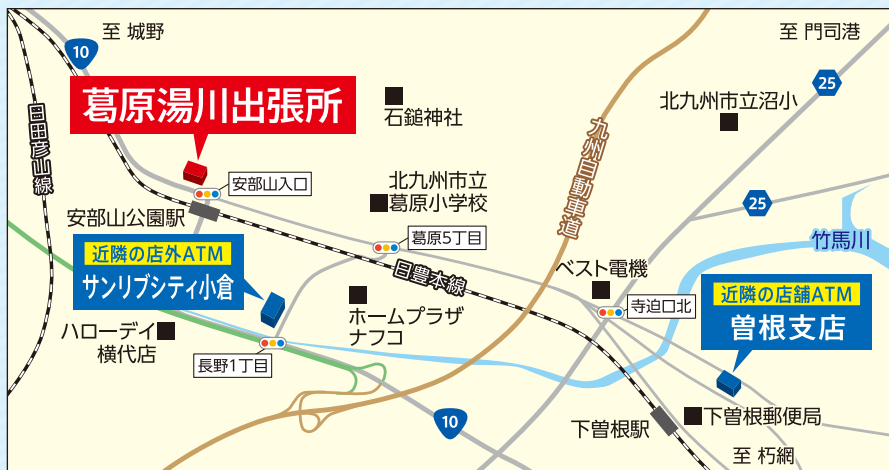 至 城野
10
至 門司港
25
葛原湯川出張所
石鎚神社
北九州市立沼小
日田彦山線
九州自動車道
安部山入口
北九州市立
葛原小学校
25
安部山公園駅
葛原5丁目
竹馬川
近隣の店外ATM
サンリブシティ小倉
日豊本線
ベスト電機
近隣の店舗ATM
曽根支店
ホームプラザ
ナフコ
寺迫口北
ハローデイ
横代店
長野1丁目
10
下曽根駅
下曽根郵便局
至 朽網